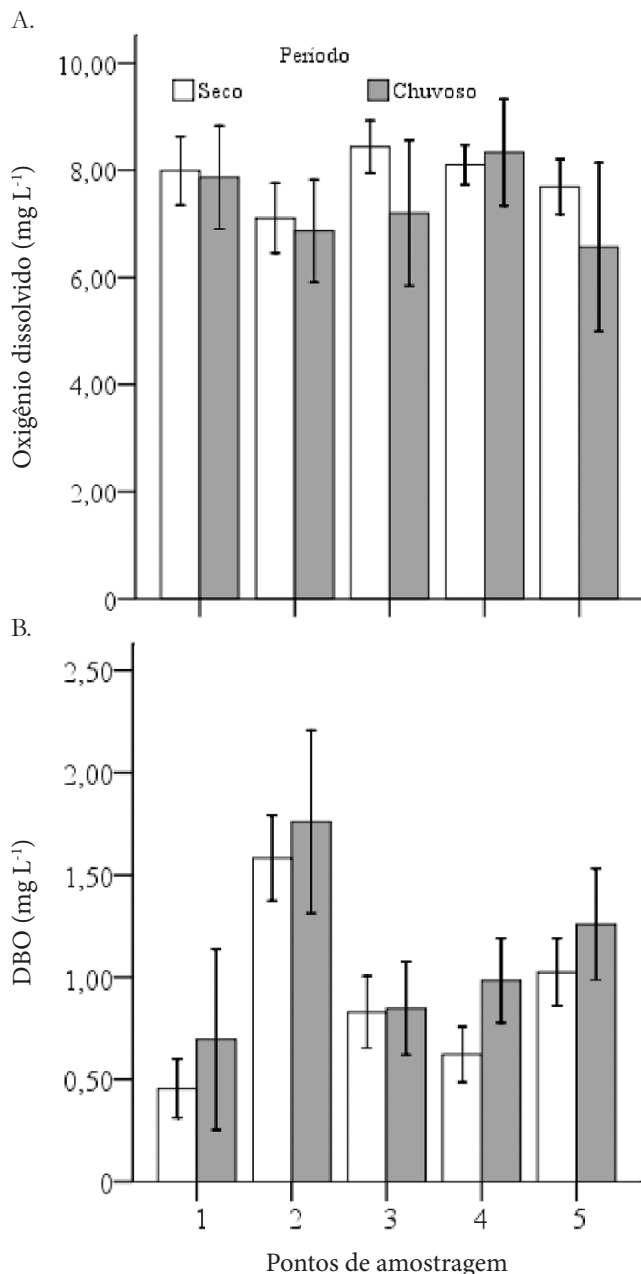 A.
Período
Seco Chuvoso
10,00
8,00
6,00
4,00
2,00
0
Oxigênio dissolvido (mg L⁻¹)
B.
2,50
2,00
1,50
1,00
0,50
0
DBO (mg L⁻¹)
1 2 3 4 5
Pontos de amostragem